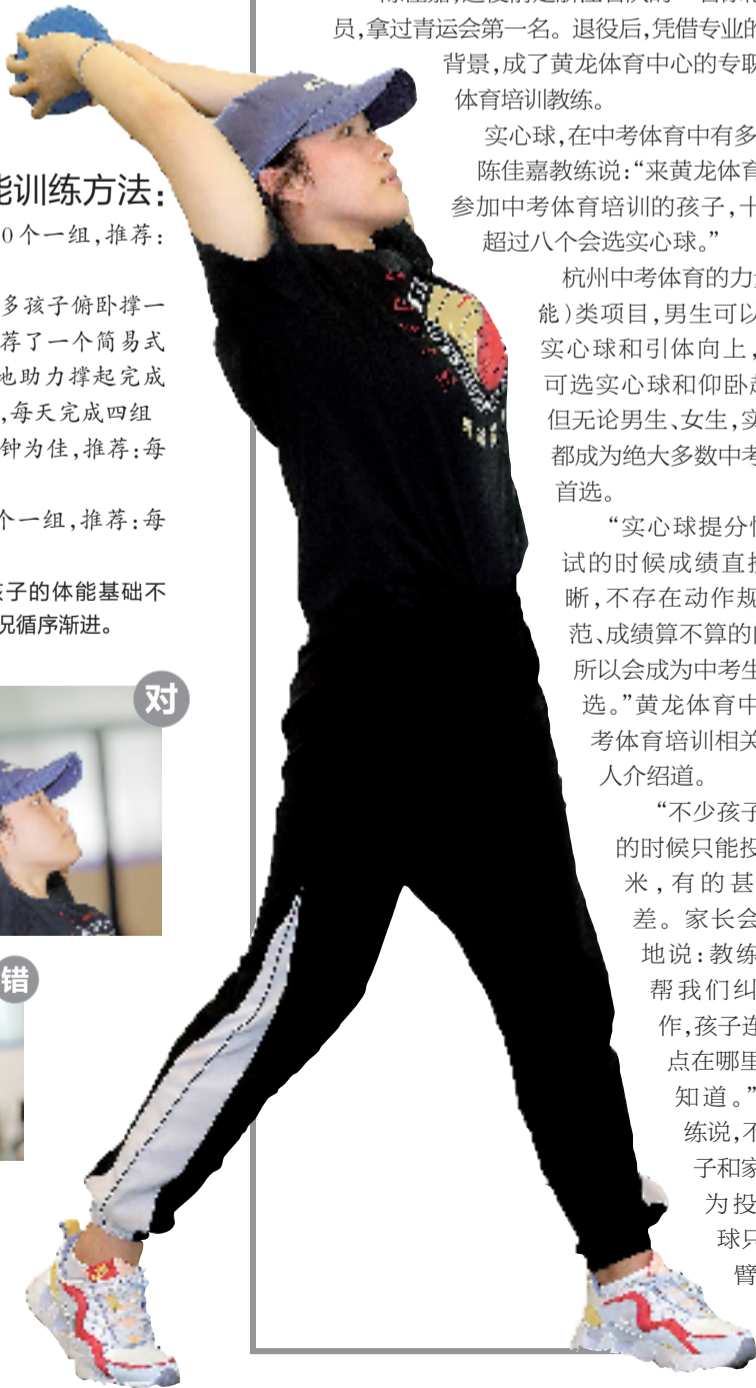 能训练方法：
0个一组，推荐：
多孩子俯卧撑一
荐了一个简易式
地助力撑起完成
，每天完成四组
钟为佳，推荐：每
个一组，推荐：每
孩子的体能基础不
况循序渐进。
对
错
员，拿过青运会第一名。退役后，凭借专业的
背景，成了黄龙体育中心的专职
体育培训教练。
实心球，在中考体育中有多
陈佳嘉教练说：“来黄龙体育
参加中考体育培训的孩子，十
超过八个会选实心球。”
杭州中考体育的力量
能）类项目，男生可以
实心球和引体向上，
可选实心球和仰卧起
但无论男生、女生，实
都成为绝大多数中考
首选。
“实心球提分快
试的时候成绩直接
晰，不存在动作规
范、成绩算不算的
所以会成为中考生
选。”黄龙体育中
考体育培训相关
人介绍道。
“不少孩子
的时候只能投
米，有的甚
差。家长会
地说：教练
帮我们纠
作，孩子连
点在哪里
知道。”
练说，不
子和家
为投
球只
臂